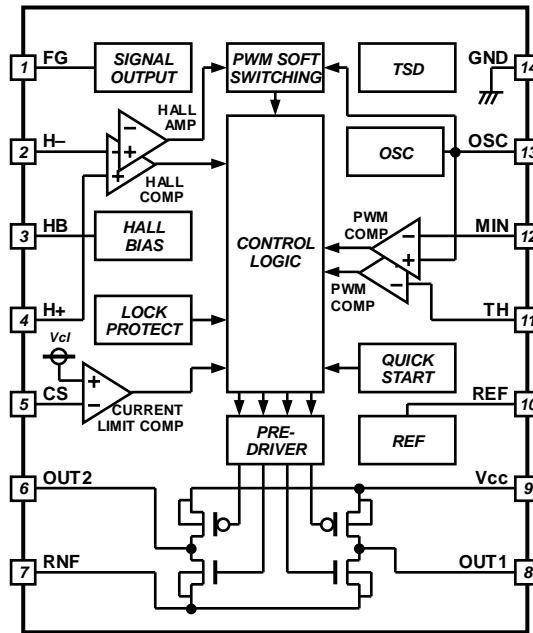 FG
SIGNAL
OUTPUT
PWM SOFT
SWITCHING
TSD
GND
1
14
HALL
AMP
H–
−
+
−
+
HALL
COMP
2
OSC
OSC
13
HB
HALL
BIAS
3
CONTROL
LOGIC
PWM
COMP
−
+
MIN
12
H+
LOCK
PROTECT
4
PWM
COMP
−
TH
11
Vcl
+
−
CS
5
CURRENT
LIMIT COMP
QUICK
START
REF
10
PRE-
DRIVER
REF
OUT2
6
Vcc
9
RNF
7
OUT1
8